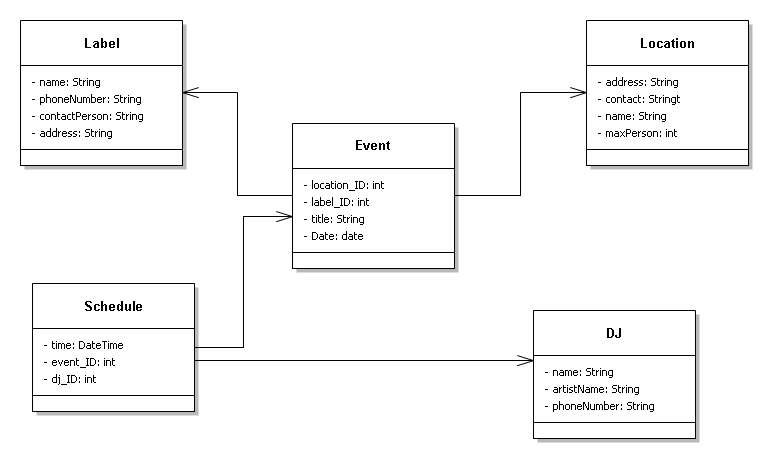 Label
- name: String
- phoneNumber: String
- contactPerson: String
- address: String
Location
- address: String
- contact: Stringt
- name: String
- maxPerson: int
Event
- location_ID: int
- label_ID: int
- title: String
- Date: date
Schedule
- time: DateTime
- event_ID: int
- dj_ID: int
DJ
- name: String
- artistName: String
- phoneNumber: String